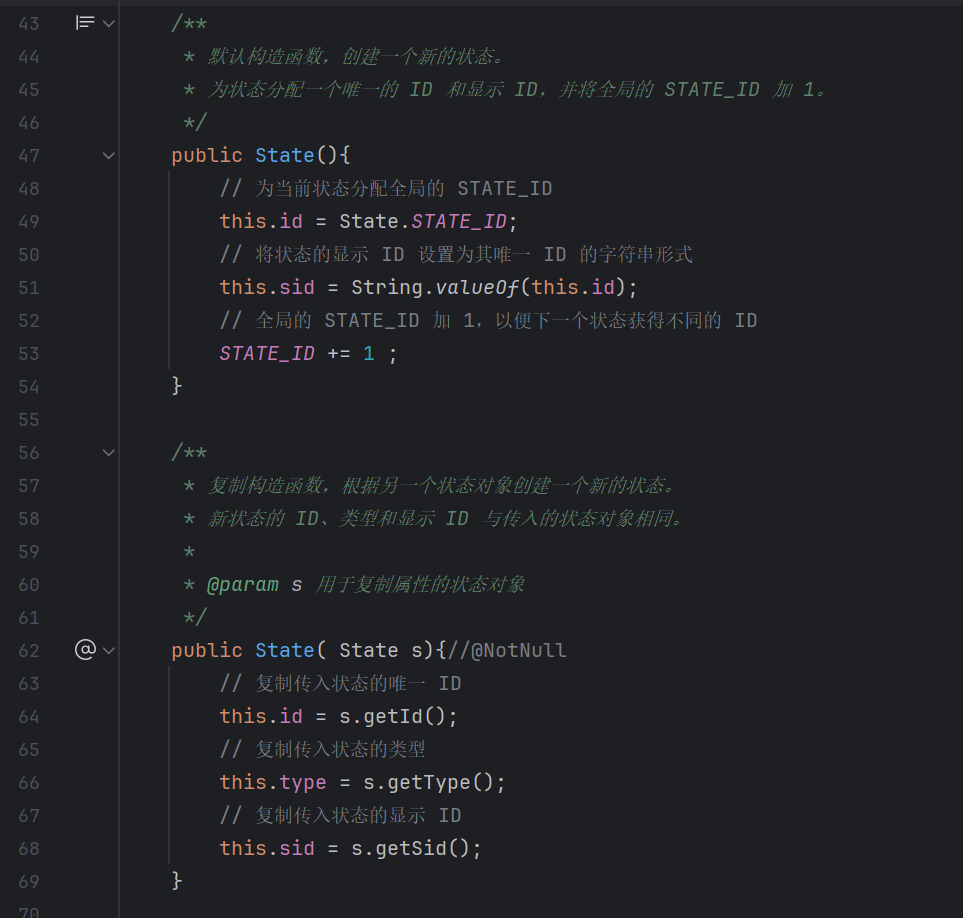 43 /**
44 * 默认构造函数，创建一个新的状态。
45 * 为状态分配一个唯一的 ID 和显示 ID，并将全局的 STATE_ID 加 1。
46 */
47 public State(){
48 // 为当前状态分配全局的 STATE_ID
49 this.id = State.STATE_ID;
50 // 将状态的显示 ID 设置为其唯一 ID 的字符串形式
51 this.sid = String.valueOf(this.id);
52 // 全局的 STATE_ID 加 1，以便下一个状态获得不同的 ID
53 STATE_ID += 1 ;
54 }
55
56 /**
57 * 复制构造函数，根据另一个状态对象创建一个新的状态。
58 * 新状态的 ID、类型和显示 ID 与传入的状态对象相同。
59 *
60 * @param s 用于复制属性的状态对象
61 */
62 @ public State( State s){//@NotNull
63 // 复制传入状态的唯一 ID
64 this.id = s.getId();
65 // 复制传入状态的类型
66 this.type = s.getType();
67 // 复制传入状态的显示 ID
68 this.sid = s.getSid();
69 }
70